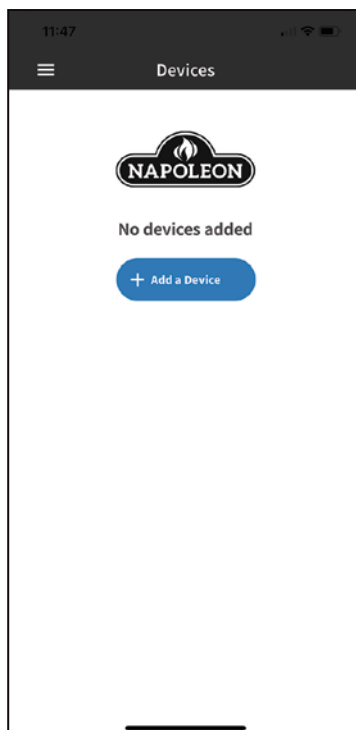 11:47
Devices
NAPOLEON
No devices added
+ Add a Device